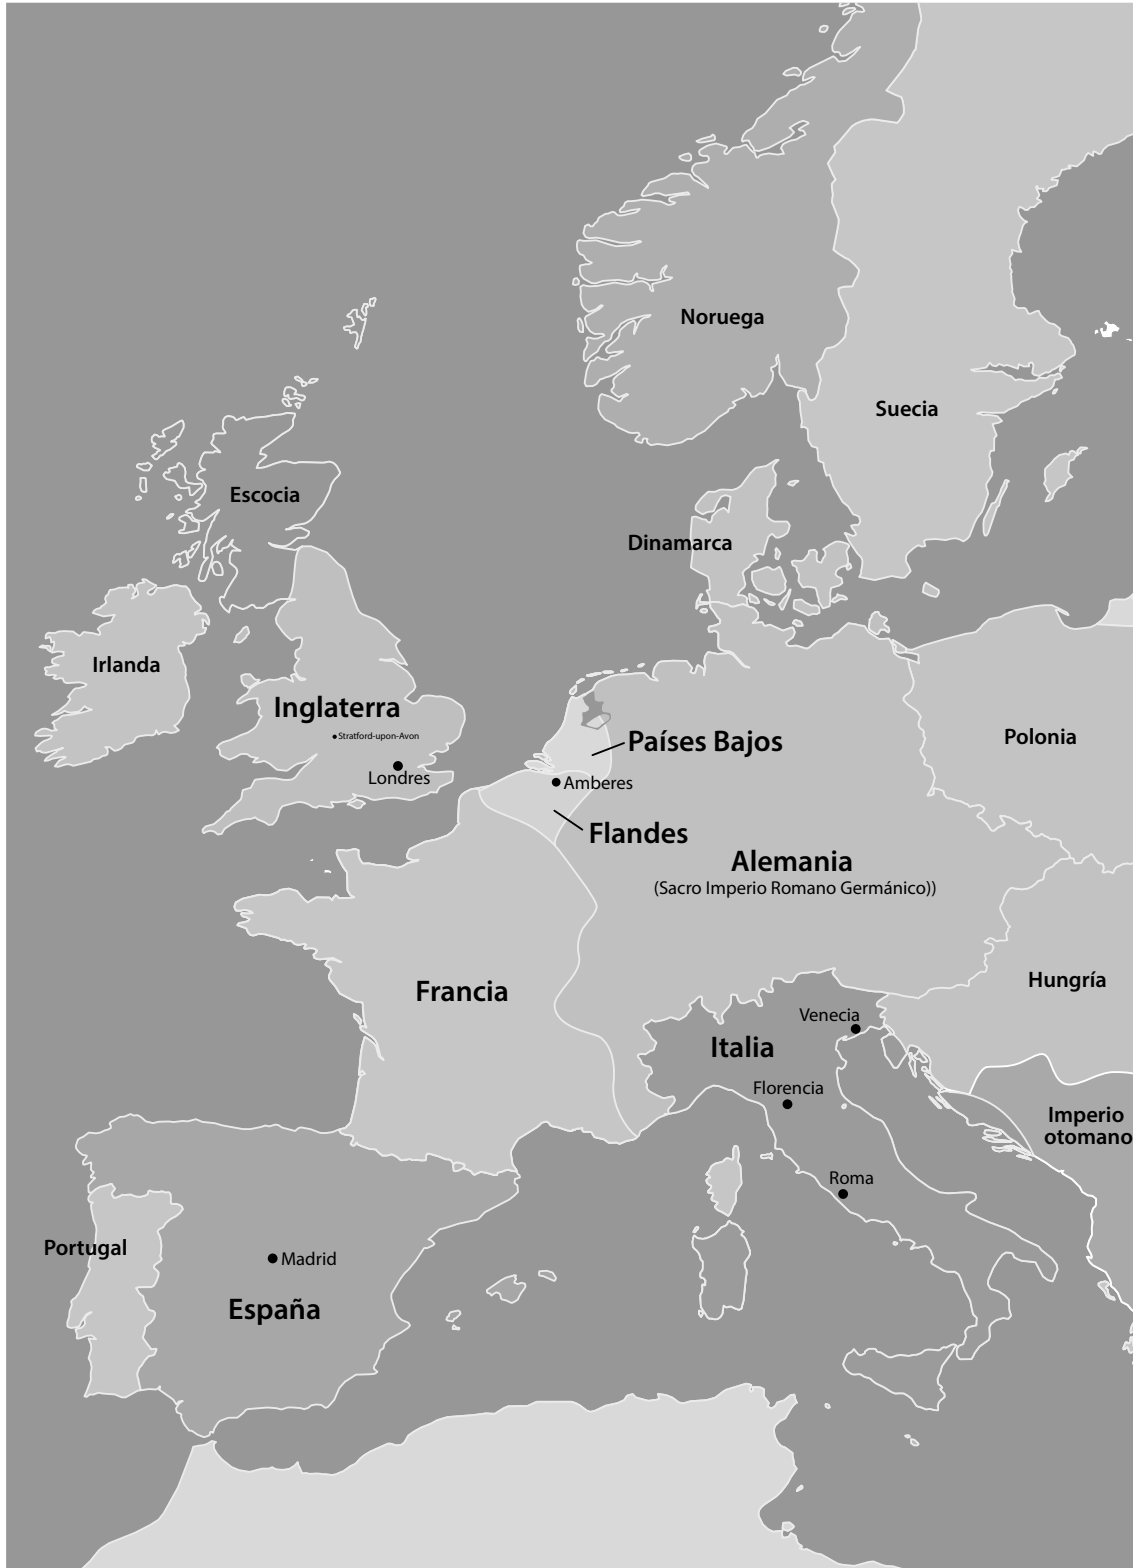 Noruega
Suecia
Escocia
Dinamarca
Irlanda
Inglaterra
Stratford-upon-Avon
Londres
Países Bajos
Polonia
Amberes
Flandes
Alemania
(Sacro Imperio Romano Germánico))
Francia
Hungría
Venecia
Italia
Florencia
Imperio
otomano
Roma
Portugal
Madrid
España